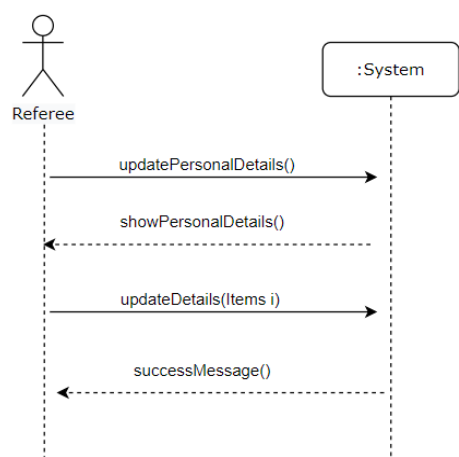 :System
Referee
updatePersonalDetails()
showPersonalDetails()
updateDetails(Items i)
successMessage()